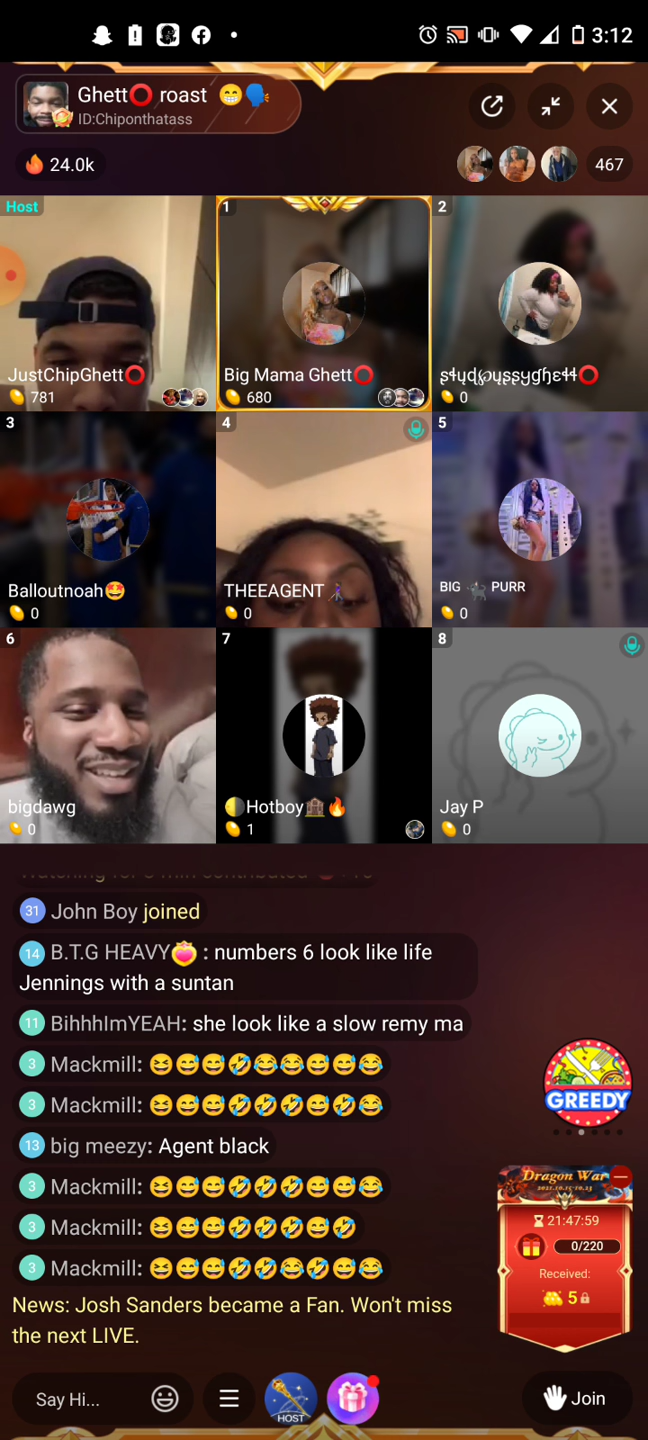 3:12
Ghett⭕ roast 😁🗣️
ID:Chiponthatass
🔥 24.0k
467
Host
JustChipGhett⭕
781
1
Big Mama Ghett⭕
680
2
0
3
Balloutnoah🤩
0
4
THEEAGENT
0
5
BIG 🐈‍⬛ PURR
0
6
bigdawg
0
7
🌗Hotboy🏚️🔥
1
8
Jay P
0
31 John Boy joined
14 B.T.G HEAVY : numbers 6 look like life
Jennings with a suntan
11 BihhhImYEAH: she look like a slow remy ma
3 Mackmill: 😆😅😅🤣😂😂😅😅😂
3 Mackmill: 😆😅😅🤣🤣🤣😅🤣😂
13 big meezy: Agent black
3 Mackmill: 😆😅😅🤣🤣🤣😅😅😂
3 Mackmill: 😆😅😅🤣🤣🤣😅🤣
3 Mackmill: 😆😅😅🤣🤣😂🤣😅😂
News: Josh Sanders became a Fan. Won't miss
the next LIVE.
GREEDY
Dragon War
21:47:59
0/220
Received:
5
Say Hi...
HOST
Join